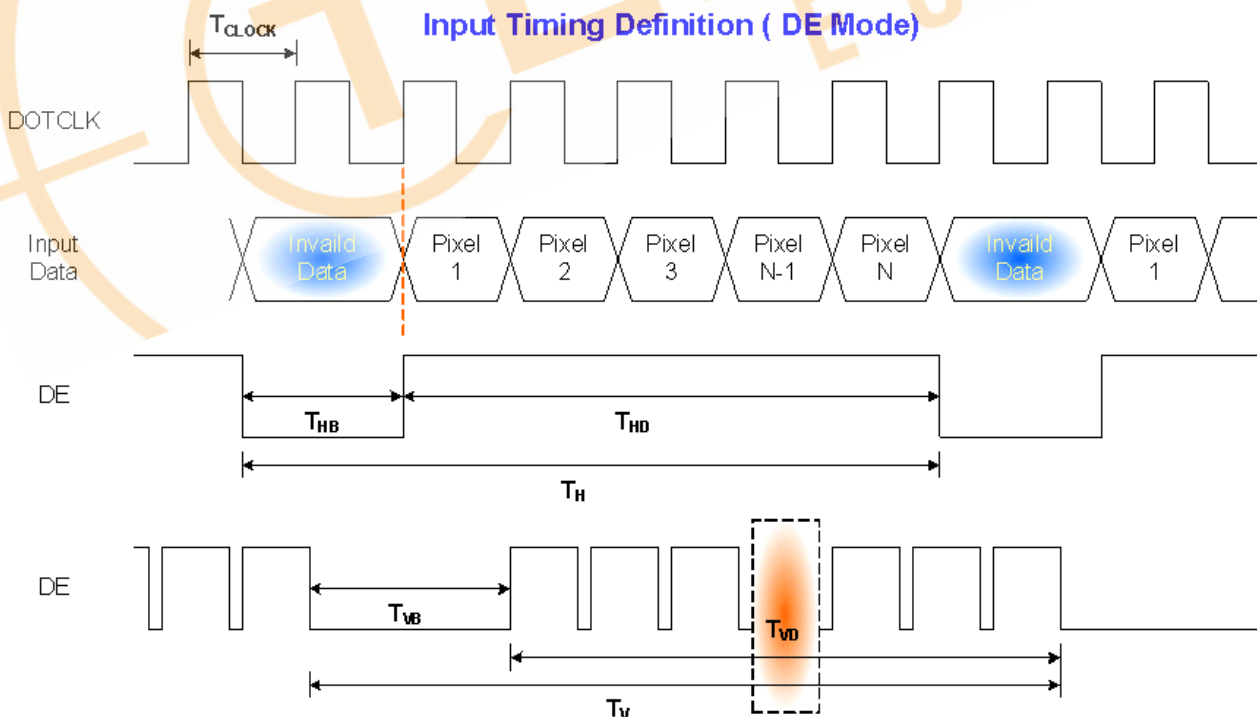 Input Timing Definition ( DE Mode)
TCLOCK
DOTCLK
Input
Data
Invaild
Data
Pixel
1
Pixel
2
Pixel
3
Pixel
N-1
Pixel
N
Invaild
Data
Pixel
1
DE
THB
THD
TH
DE
TVB
TVD
TV